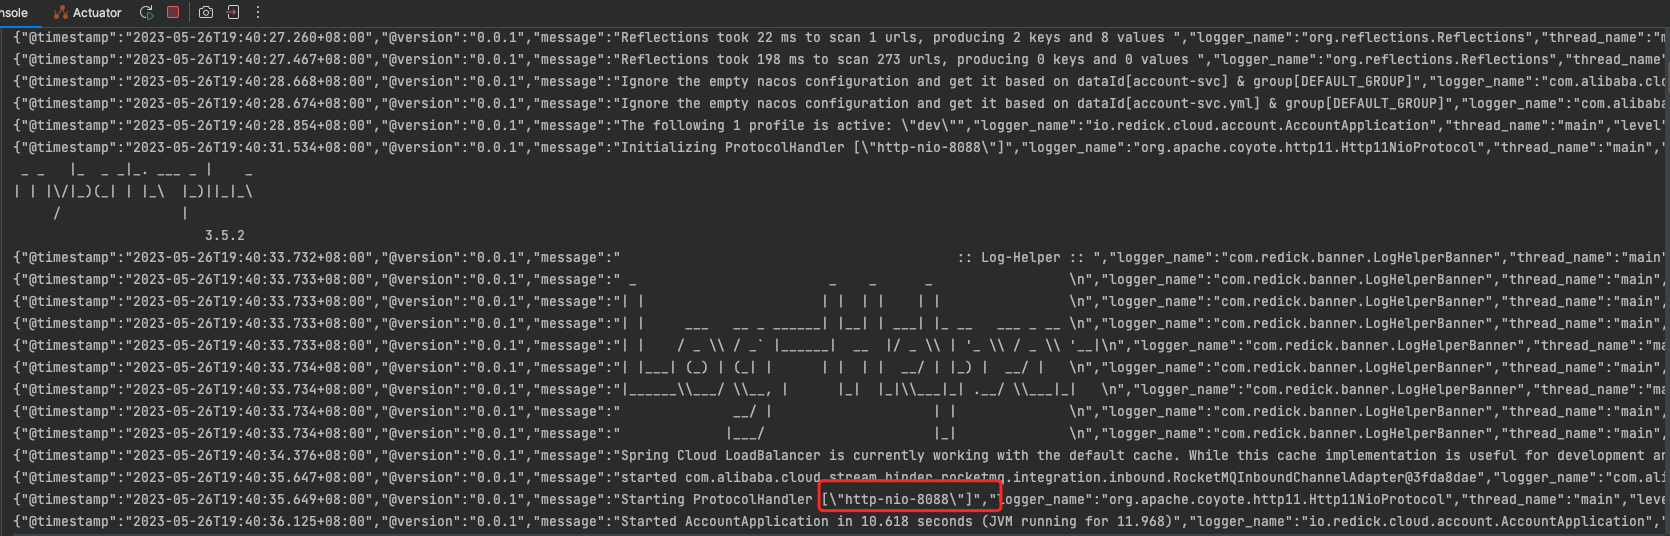 nsole Actuator
{"@timestamp":"2023-05-26T19:40:27.260+08:00","@version":"0.0.1","message":"Reflections took 22 ms to scan 1 urls, producing 2 keys and 8 values ","logger_name":"org.reflections.Reflections","thread_name":"m
{"@timestamp":"2023-05-26T19:40:27.467+08:00","@version":"0.0.1","message":"Reflections took 198 ms to scan 273 urls, producing 0 keys and 0 values ","logger_name":"org.reflections.Reflections","thread_name"
{"@timestamp":"2023-05-26T19:40:28.668+08:00","@version":"0.0.1","message":"Ignore the empty nacos configuration and get it based on dataId[account-svc] & group[DEFAULT_GROUP]","logger_name":"com.alibaba.clo
{"@timestamp":"2023-05-26T19:40:28.674+08:00","@version":"0.0.1","message":"Ignore the empty nacos configuration and get it based on dataId[account-svc.yml] & group[DEFAULT_GROUP]","logger_name":"com.alibaba
{"@timestamp":"2023-05-26T19:40:28.854+08:00","@version":"0.0.1","message":"The following 1 profile is active: \"dev\"","logger_name":"io.redick.cloud.account.AccountApplication","thread_name":"main","level"
{"@timestamp":"2023-05-26T19:40:31.534+08:00","@version":"0.0.1","message":"Initializing ProtocolHandler [\"http-nio-8088\"]","logger_name":"org.apache.coyote.http11.Http11NioProtocol","thread_name":"main","
 _ _   |_  _ _|_. ___ _ |    _
| | |\/|_)(_| | |_\  |_)||_|_\
     /               |
                        3.5.2
{"@timestamp":"2023-05-26T19:40:33.732+08:00","@version":"0.0.1","message":"                                          :: Log-Helper :: ","logger_name":"com.redick.banner.LogHelperBanner","thread_name":"main"
{"@timestamp":"2023-05-26T19:40:33.733+08:00","@version":"0.0.1","message":" _                        _    _      _                 \n","logger_name":"com.redick.banner.LogHelperBanner","thread_name":"main",
{"@timestamp":"2023-05-26T19:40:33.733+08:00","@version":"0.0.1","message":"| |                      | |  | |    | |                \n","logger_name":"com.redick.banner.LogHelperBanner","thread_name":"main",
{"@timestamp":"2023-05-26T19:40:33.733+08:00","@version":"0.0.1","message":"| |     ___   __ _ ______| |__| | ___| |_ __   ___ _ __ \n","logger_name":"com.redick.banner.LogHelperBanner","thread_name":"main",
{"@timestamp":"2023-05-26T19:40:33.733+08:00","@version":"0.0.1","message":"| |    / _ \\ / _` |______|  __  |/ _ \\ | '_ \\ / _ \\ '__|\n","logger_name":"com.redick.banner.LogHelperBanner","thread_name":"ma
{"@timestamp":"2023-05-26T19:40:33.734+08:00","@version":"0.0.1","message":"| |___| (_) | (_| |      | |  | |  __/ | |_) |  __/ |   \n","logger_name":"com.redick.banner.LogHelperBanner","thread_name":"main",
{"@timestamp":"2023-05-26T19:40:33.734+08:00","@version":"0.0.1","message":"|______\\___/ \\__, |      |_|  |_|\\___|_| .__/ \\___|_|   \n","logger_name":"com.redick.banner.LogHelperBanner","thread_name":"ma
{"@timestamp":"2023-05-26T19:40:33.734+08:00","@version":"0.0.1","message":"              __/ |                    | |              \n","logger_name":"com.redick.banner.LogHelperBanner","thread_name":"main",
{"@timestamp":"2023-05-26T19:40:33.734+08:00","@version":"0.0.1","message":"             |___/                     |_|              \n","logger_name":"com.redick.banner.LogHelperBanner","thread_name":"main",
{"@timestamp":"2023-05-26T19:40:34.376+08:00","@version":"0.0.1","message":"Spring Cloud LoadBalancer is currently working with the default cache. While this cache implementation is useful for development an
{"@timestamp":"2023-05-26T19:40:35.647+08:00","@version":"0.0.1","message":"started com.alibaba.cloud.stream.binder.rocketmq.integration.inbound.RocketMQInboundChannelAdapter@3fda8dae","logger_name":"com.ali
{"@timestamp":"2023-05-26T19:40:35.649+08:00","@version":"0.0.1","message":"Starting ProtocolHandler [\"http-nio-8088\"]","logger_name":"org.apache.coyote.http11.Http11NioProtocol","thread_name":"main","leve
{"@timestamp":"2023-05-26T19:40:36.125+08:00","@version":"0.0.1","message":"Started AccountApplication in 10.618 seconds (JVM running for 11.968)","logger_name":"io.redick.cloud.account.AccountApplication","